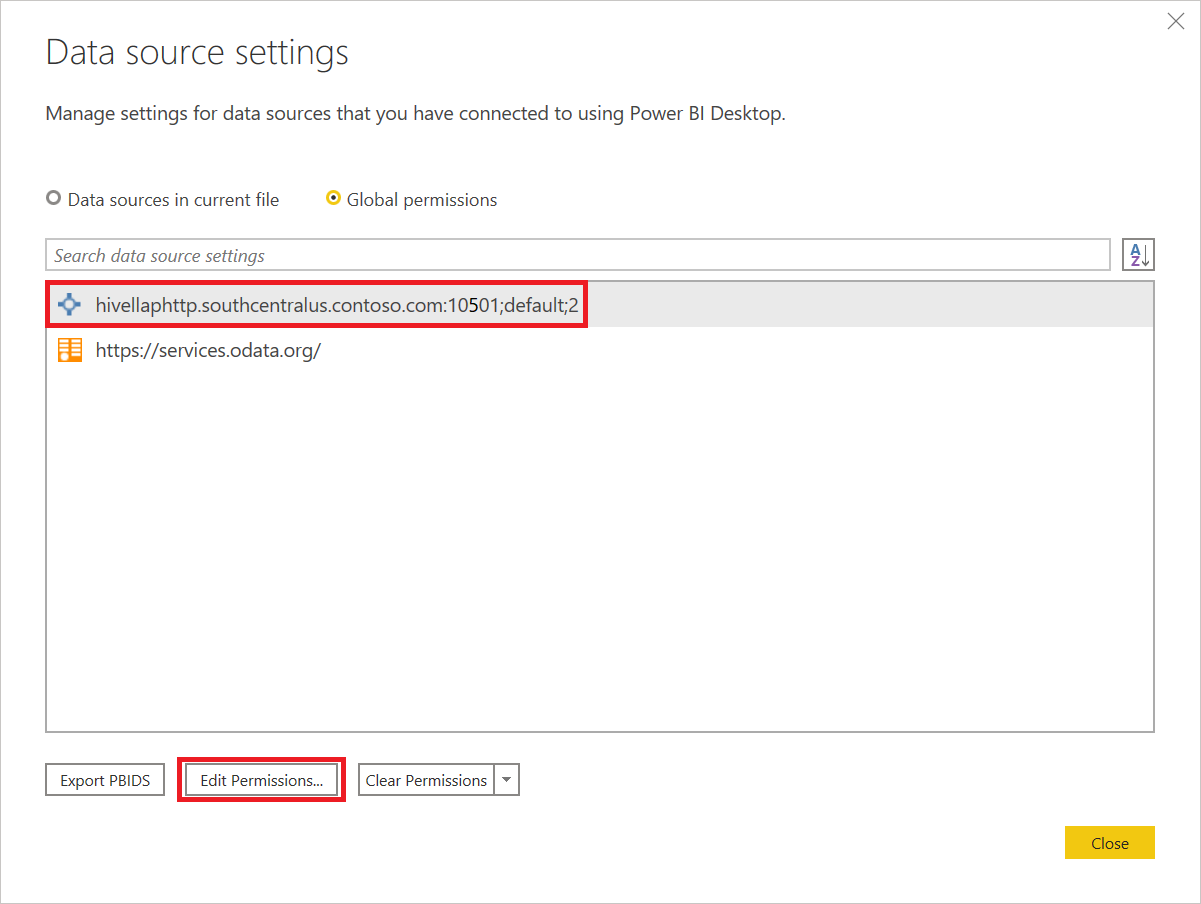 Data source settings
Manage settings for data sources that you have connected to using Power BI Desktop.
Data sources in current file Global permissions
Search data source settings
A
Z
hivellaphttp.southcentralus.contoso.com:10501;default;2
https://services.odata.org/
Export PBIDS Edit Permissions... Clear Permissions
Close